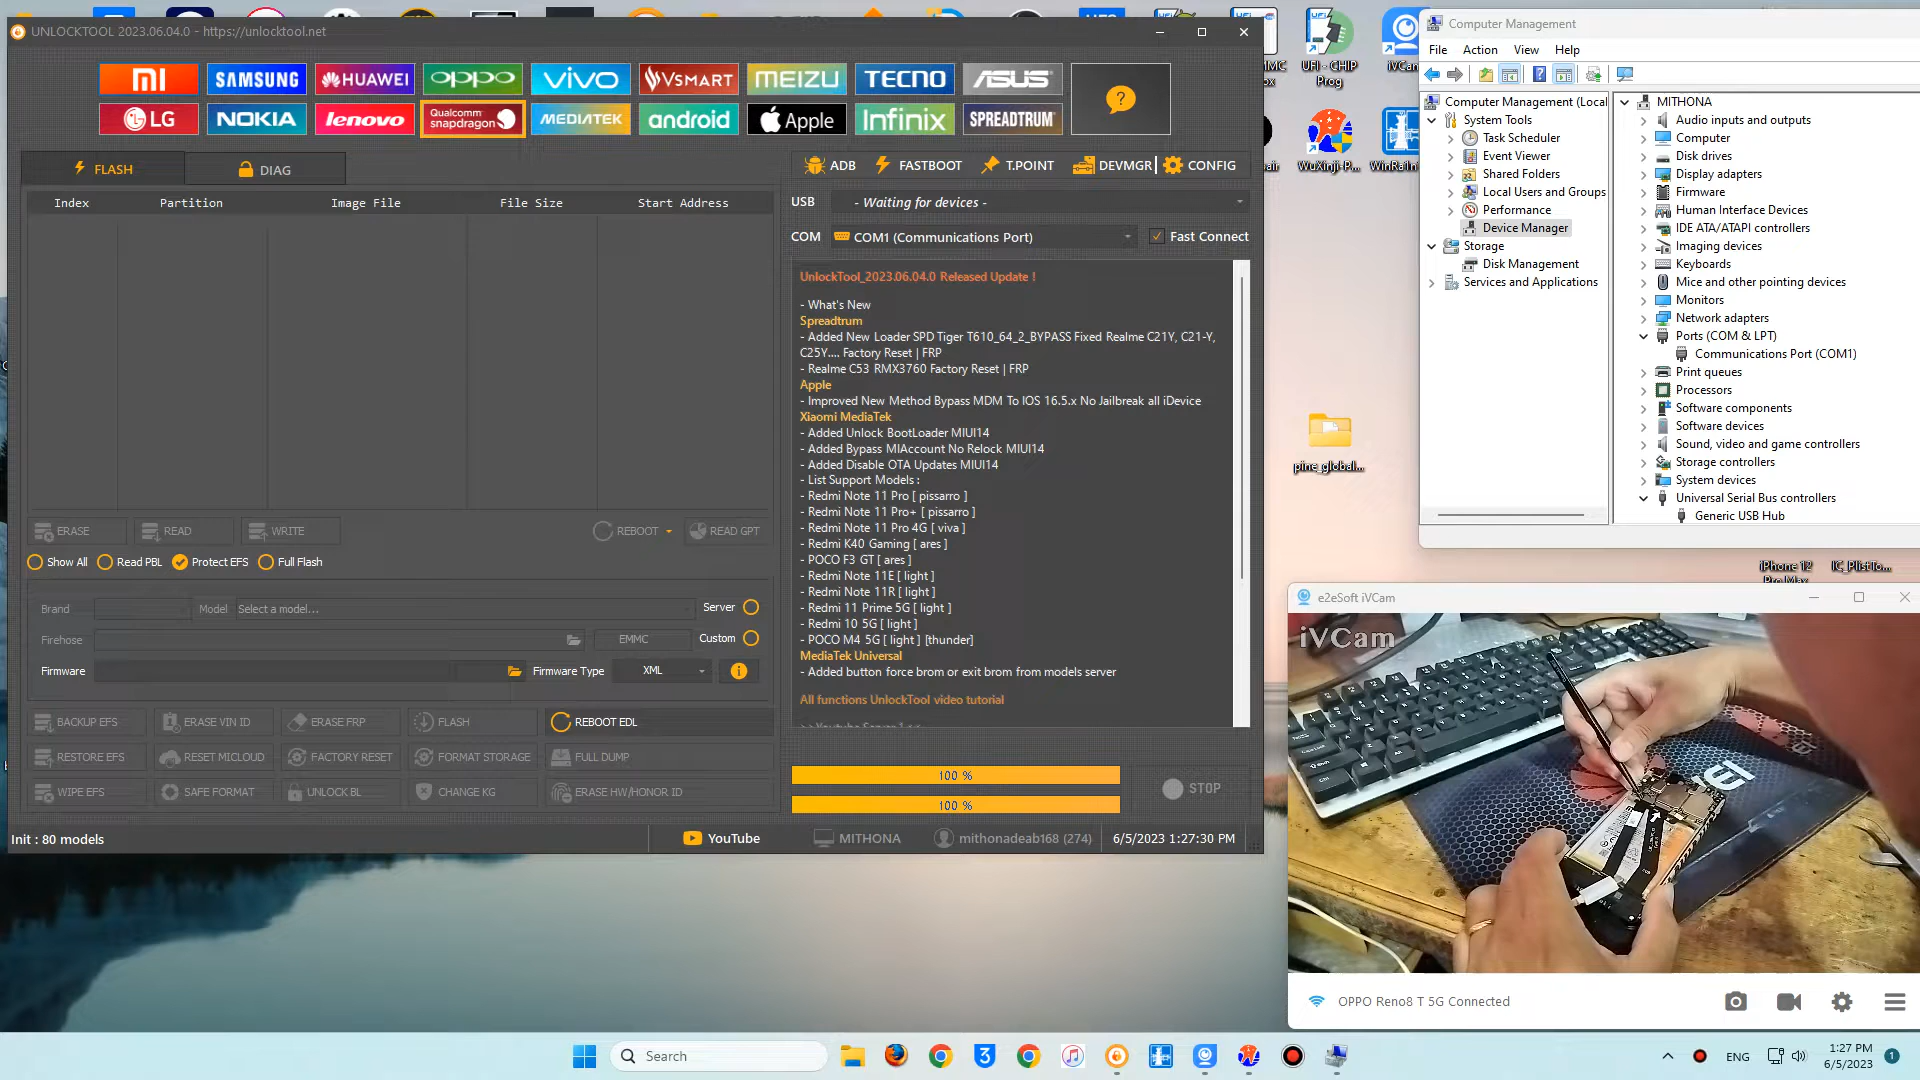 UNLOCKTOOL 2023.06.04.0 - https://unlocktool.net
SAMSUNG
HUAWEI
oppo
vivo
VSMART
MEIZU
TECNO
ASUS
?
LG
NOKIA
lenovo
Qualcomm
snapdragon
MEDIATEK
android
Apple
Infinix
SPREADTRUM
FLASH
DIAG
ADB
FASTBOOT
T.POINT
DEVMGR
CONFIG
Index Partition Image File File Size Start Address
USB - Waiting for devices -
COM COM1 (Communications Port) Fast Connect
UnlockTool_2023.06.04.0 Released Update !
- What's New
Spreadtrum
- Added New Loader SPD Tiger T610_64_2_BYPASS Fixed Realme C21Y, C21-Y,
C25Y.... Factory Reset | FRP
- Realme C53 RMX3760 Factory Reset | FRP
Apple
- Improved New Method Bypass MDM To IOS 16.5.x No Jailbreak all iDevice
Xiaomi MediaTek
- Added Unlock BootLoader MIUI14
- Added Bypass MIAccount No Relock MIUI14
- Added Disable OTA Updates MIUI14
- List Support Models :
- Redmi Note 11 Pro [ pissarro ]
- Redmi Note 11 Pro+ [ pissarro ]
- Redmi Note 11 Pro 4G [ viva ]
- Redmi K40 Gaming [ ares ]
- POCO F3 GT [ ares ]
- Redmi Note 11E [ light ]
- Redmi Note 11R [ light ]
- Redmi 11 Prime 5G [ light ]
- Redmi 10 5G [ light ]
- POCO M4 5G [ light ] [thunder]
MediaTek Universal
- Added button force brom or exit brom from models server
All functions UnlockTool video tutorial
ERASE READ WRITE REBOOT READ GPT
Show All Read PBL Protect EFS Full Flash
Brand Model Select a model... Server
Firehose EMMC Custom
Firmware Firmware Type XML
BACKUP EFS ERASE VIN ID ERASE FRP FLASH REBOOT EDL
RESTORE EFS RESET MICLOUD FACTORY RESET FORMAT STORAGE FULL DUMP
WIPE EFS SAFE FORMAT UNLOCK BL CHANGE KG ERASE HW/HONOR ID
100 %
100 %
STOP
Init : 80 models
YouTube
MITHONA
mithonadeab168 (274)
6/5/2023 1:27:30 PM
UFI - CHIP
Prog
iVCam
WuXinji-P...
pine_global...
iPhone 12
Pro Max
IC_PlistTo...
Computer Management
File Action View Help
Computer Management (Local
System Tools
Task Scheduler
Event Viewer
Shared Folders
Local Users and Groups
Performance
Device Manager
Storage
Disk Management
Services and Applications
MITHONA
Audio inputs and outputs
Computer
Disk drives
Display adapters
Firmware
Human Interface Devices
IDE ATA/ATAPI controllers
Imaging devices
Keyboards
Mice and other pointing devices
Monitors
Network adapters
Ports (COM & LPT)
Communications Port (COM1)
Print queues
Processors
Software components
Software devices
Sound, video and game controllers
Storage controllers
System devices
Universal Serial Bus controllers
Generic USB Hub
e2eSoft iVCam
iVCam
OPPO Reno8 T 5G Connected
Search
ENG
1:27 PM
6/5/2023
1